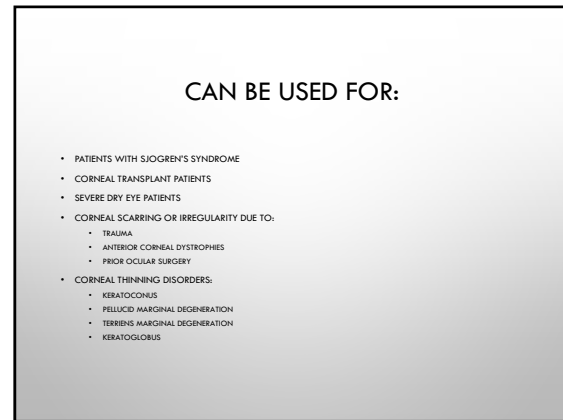 CAN BE USED FOR:
• PATIENTS WITH SJOGREN'S SYNDROME
• CORNEAL TRANSPLANT PATIENTS
• SEVERE DRY EYE PATIENTS
• CORNEAL SCARRING OR IRREGULARITY DUE TO:
• TRAUMA
• ANTERIOR CORNEAL DYSTROPHIES
• PRIOR OCULAR SURGERY
• CORNEAL THINNING DISORDERS:
• KERATOCONUS
• PELLUCID MARGINAL DEGENERATION
• TERRIENS MARGINAL DEGENERATION
• KERATOGLOBUS